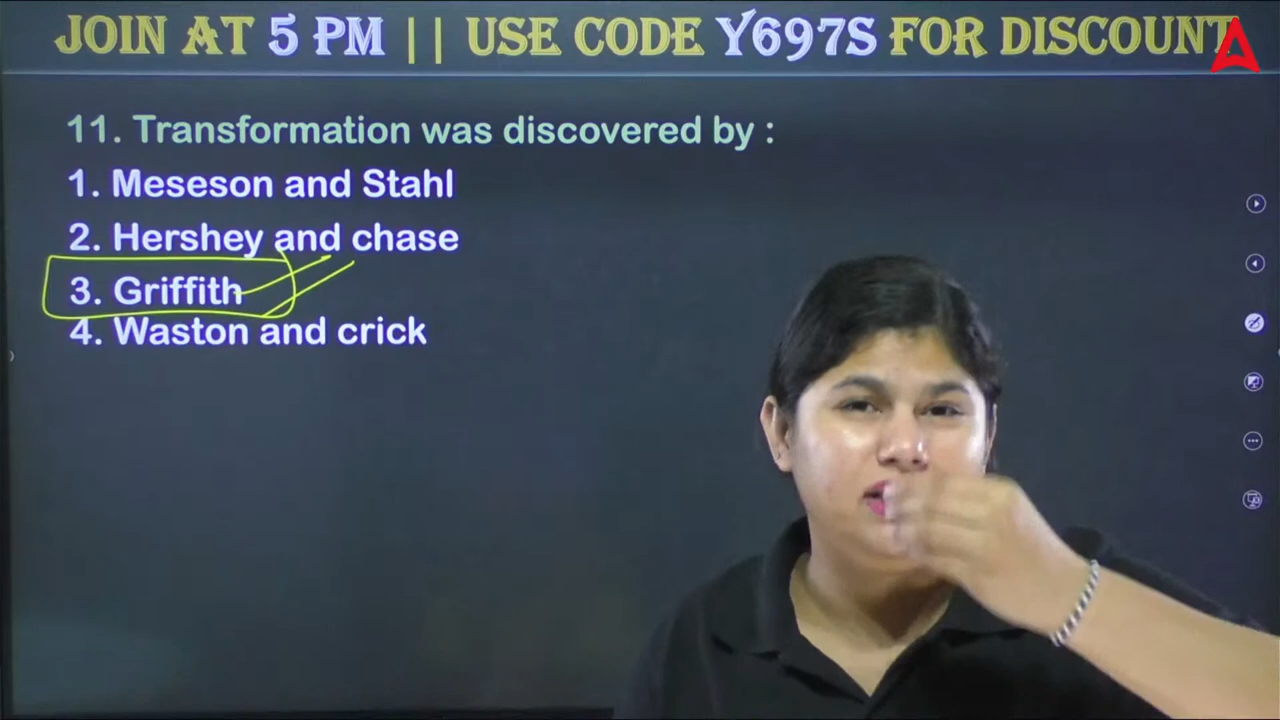 JOIN AT 5 PM || USE CODE Y697S FOR DISCOUNT
11. Transformation was discovered by :
1. Meseson and Stahl
2. Hershey and chase
3. Griffith
4. Waston and crick